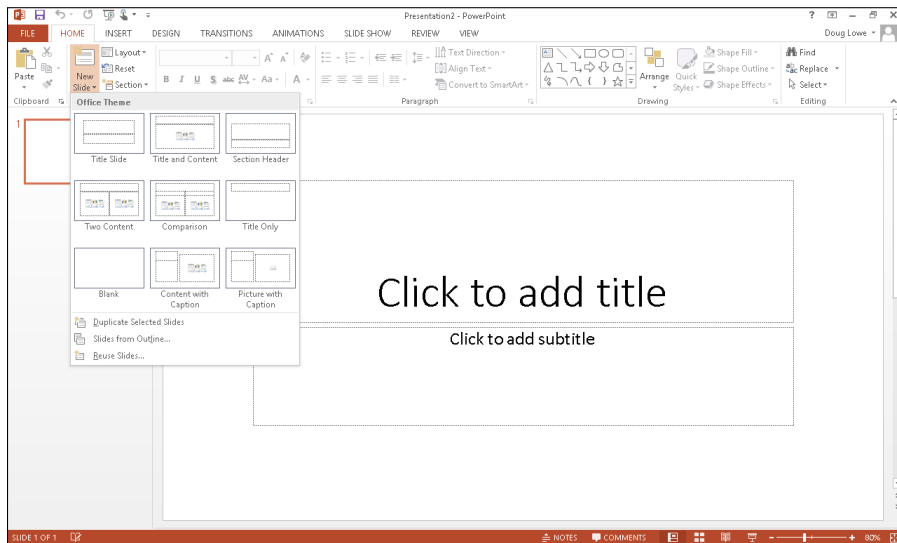 Presentation2 - PowerPoint
FILE HOME INSERT DESIGN TRANSITIONS ANIMATIONS SLIDE SHOW REVIEW VIEW Doug Lowe
Paste
New Slide
Layout
Reset
Section
B I U S abc AV Aa A
Text Direction
Align Text
Convert to SmartArt
Arrange
Quick Styles
Shape Fill
Shape Outline
Shape Effects
Find
Replace
Select
Clipboard
Paragraph
Drawing
Editing
Office Theme
Title Slide
Title and Content
Section Header
Two Content
Comparison
Title Only
Blank
Content with Caption
Picture with Caption
Duplicate Selected Slides
Slides from Outline...
Reuse Slides...
1
Click to add title
Click to add subtitle
SLIDE 1 OF 1
NOTES
COMMENTS
80%